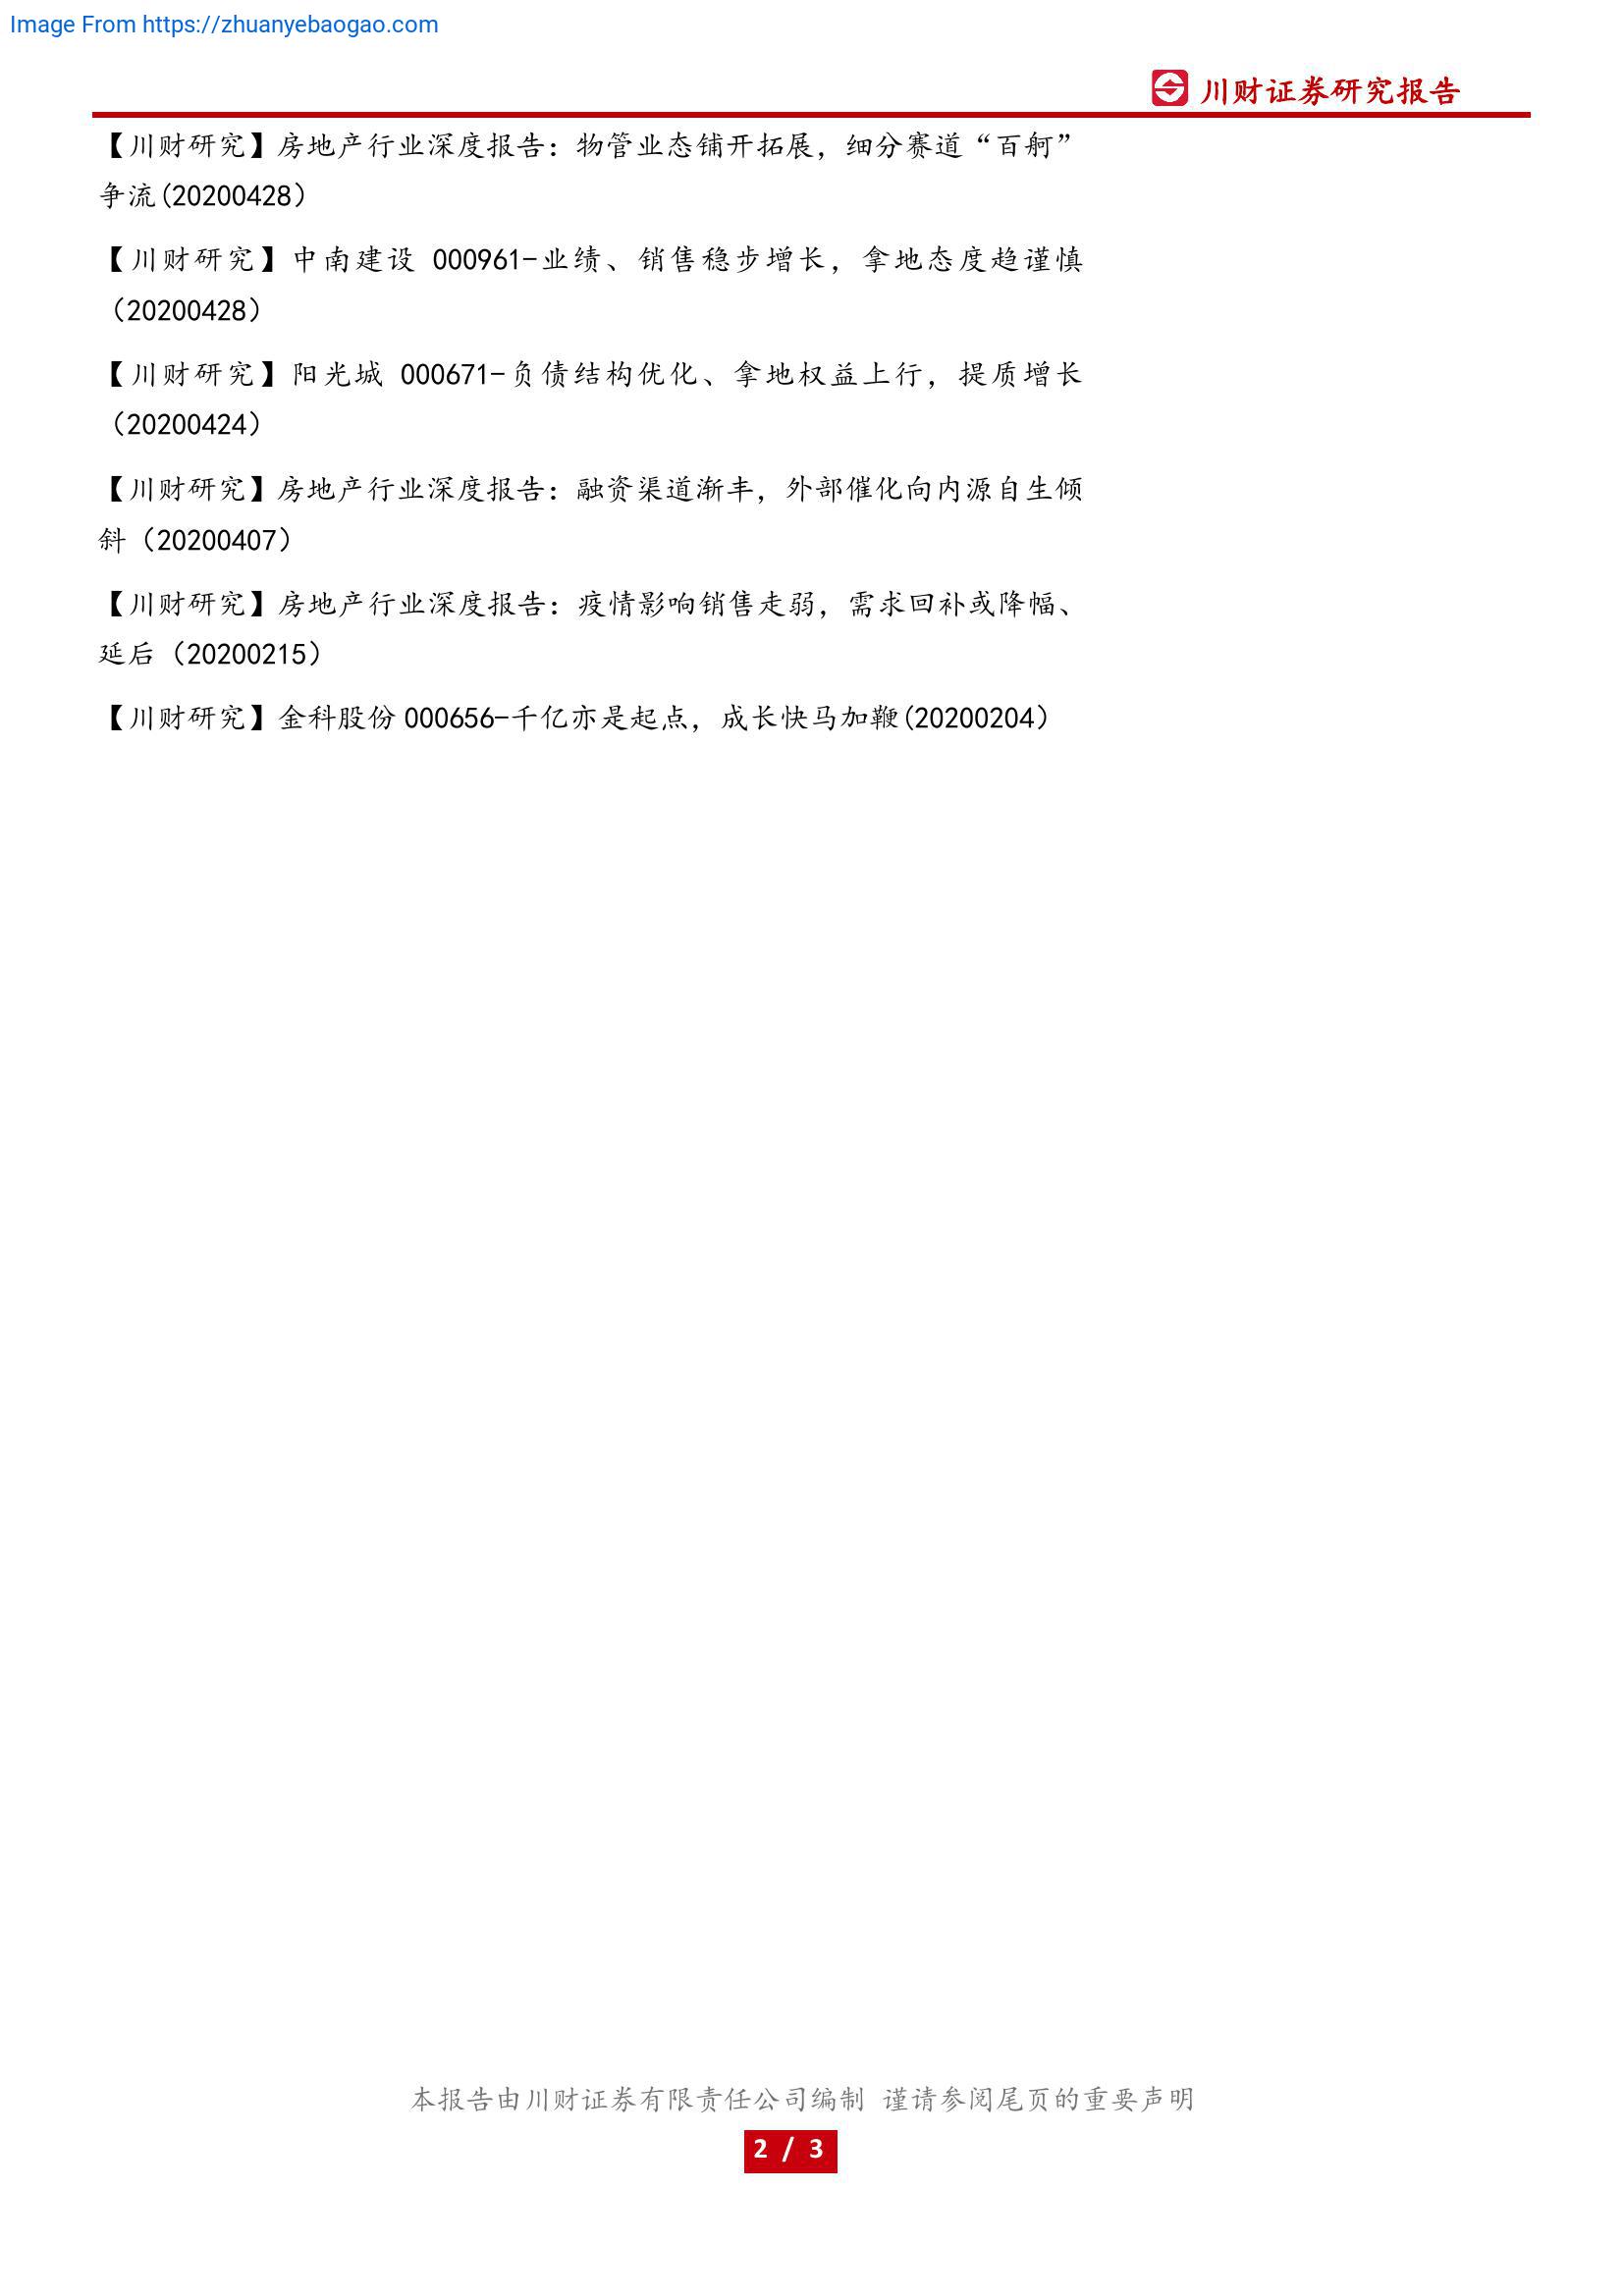 Image From https://zhuanyebaogao.com
川财证券研究报告
【川财研究】房地产行业深度报告：物管业态铺开拓展，细分赛道“百舸”
争流(20200428）
【川财研究】中南建设 000961-业绩、销售稳步增长，拿地态度趋谨慎
（20200428）
【川财研究】阳光城 000671-负债结构优化、拿地权益上行，提质增长
（20200424）
【川财研究】房地产行业深度报告：融资渠道渐丰，外部催化向内源自生倾
斜（20200407）
【川财研究】房地产行业深度报告：疫情影响销售走弱，需求回补或降幅、
延后（20200215）
【川财研究】金科股份 000656-千亿亦是起点，成长快马加鞭(20200204）
本报告由川财证券有限责任公司编制 谨请参阅尾页的重要声明
2 / 3